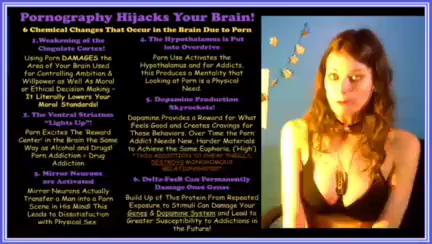 Pornography Hijacks Your Brain!
6 Chemical Changes That Occur in the Brain Due to Porn
1.Weakening of the
Cingulate Cortex!
Using Porn DAMAGES the
Area of Your Brain Used
for Controlling Ambition &
Willpower as Well As Moral
or Ethical Decision Making -
It Literally Lowers Your
Moral Standards!
2. The Ventral Striatum
"Lights Up"!
Porn Excites The 'Reward
Center' in the Brain the Same
Way as Alcohol and Drugs!
Porn Addiction = Drug
Addiction
3. Mirror Neurons
are Activated
Mirror-Neurons Actually
Transfer a Man into a Porn
Scene in His Mind! This
Leads to Dissatisfaction
with Physical Sex
4. The Hypothalamus is Put
into Overdrive
Porn Use Activates the
Hypothalamus and for Addicts,
this Produces a Mentality that
Looking at Porn is a Physical
Need.
5. Dopamine Production
Skyrockets!
Dopamine Provides a Reward for What
Feels Good and Creates Cravings for
Those Behaviors. Over Time the Porn
Addict Needs New, Harder Materials
to Achieve the Same Euphoria. ('High')
*THIS ADDICTION TO CHEAP THRILLS
DESTROYS MONOGAMOUS
RELATIONSHIPS!*
6. Delta-FosB Can Permanently
Damage Ones Genes
Build Up of This Protein From Repeated
Exposure to Stimuli Can Damage Your
Genes & Dopamine System and Lead to
Greater Susceptibility to Addictions in
the Future!